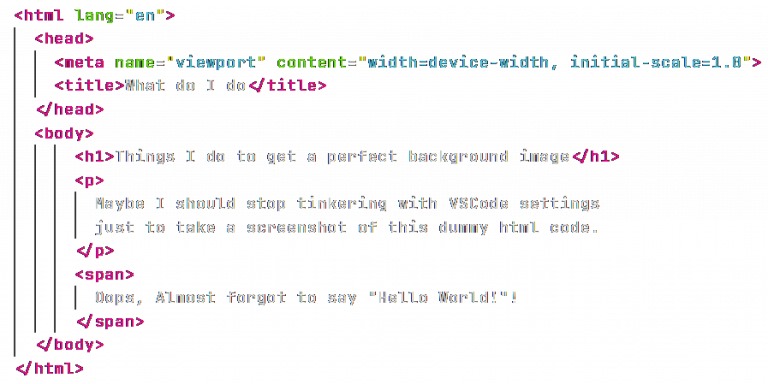 <html lang="en">
<head>
<meta name="viewport" content="width=device-width, initial-scale=1.0">
<title>What do I do</title>
</head>
<body>
<h1>Things I do to get a perfect background image</h1>
<p>
Maybe I should stop tinkering with VSCode settings
just to take a screenshot of this dummy html code.
</p>
<span>
Oops, Almost forgot to say "Hello World!"!
</span>
</body>
</html>